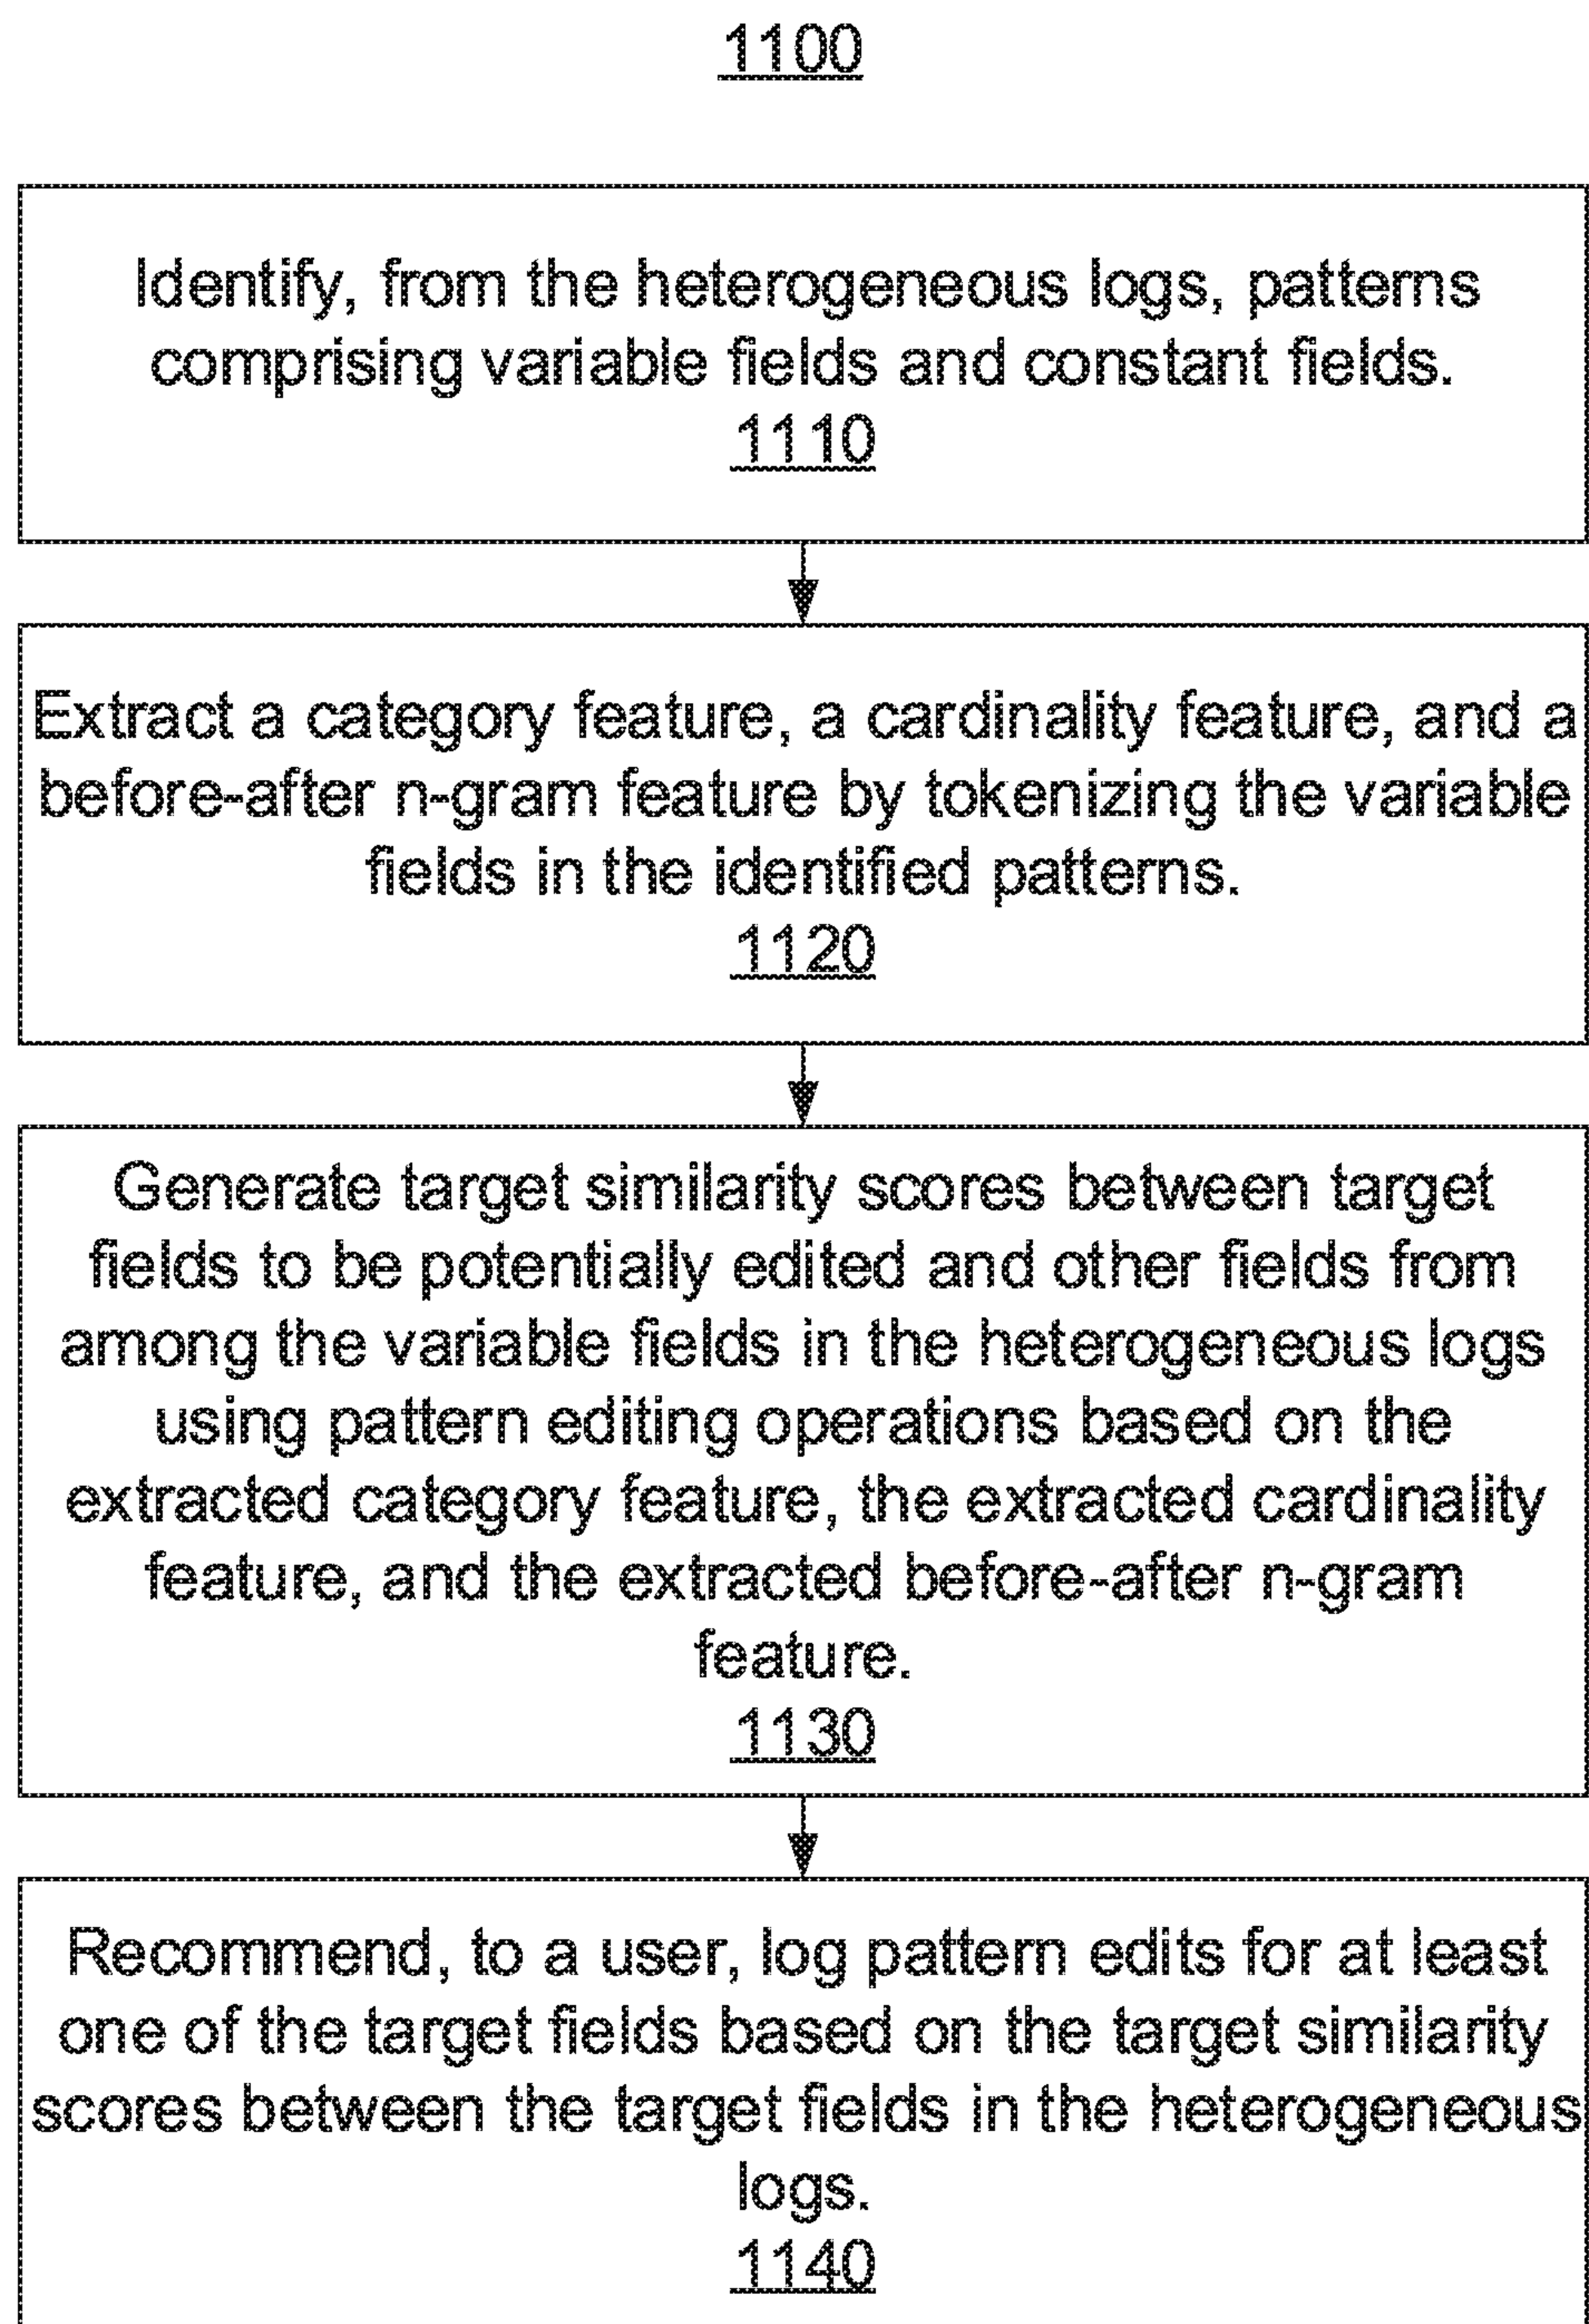 1100
Identify, from the heterogeneous logs, patterns
comprising variable fields and constant fields.
1110
Extract a category feature, a cardinality feature, and a
before-after n-gram feature by tokenizing the variable
fields in the identified patterns.
1120
Generate target similarity scores between target
fields to be potentially edited and other fields from
among the variable fields in the heterogeneous logs
using pattern editing operations based on the
extracted category feature, the extracted cardinality
feature, and the extracted before-after n-gram
feature.
1130
Recommend, to a user, log pattern edits for at least
one of the target fields based on the target similarity
scores between the target fields in the heterogeneous
logs.
1140